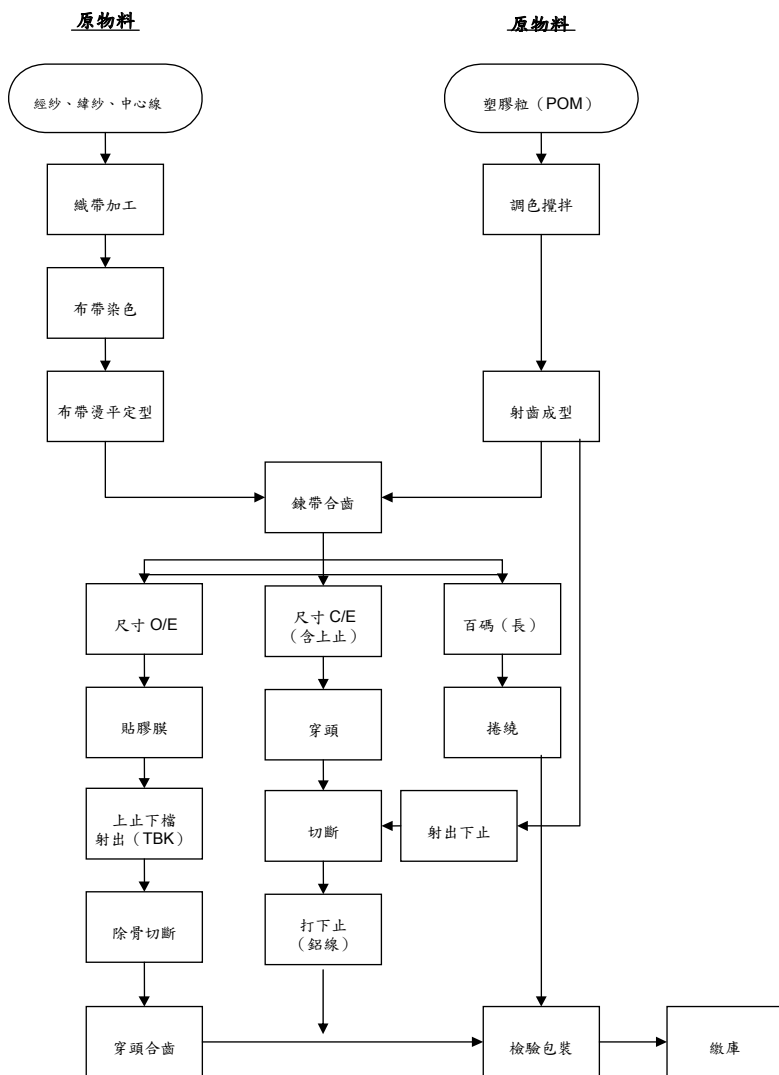 原物料
原物料
經紗、緯紗、中心線
塑膠粒（POM）
織帶加工
調色攪拌
布帶染色
布帶燙平定型
射齒成型
鍊帶合齒
尺寸 O/E
尺寸 C/E
（含上止）
百碼（長）
貼膠膜
穿頭
捲繞
上止下檔
射出（TBK）
切斷
射出下止
除骨切斷
打下止
（鋁線）
穿頭合齒
檢驗包裝
繳庫